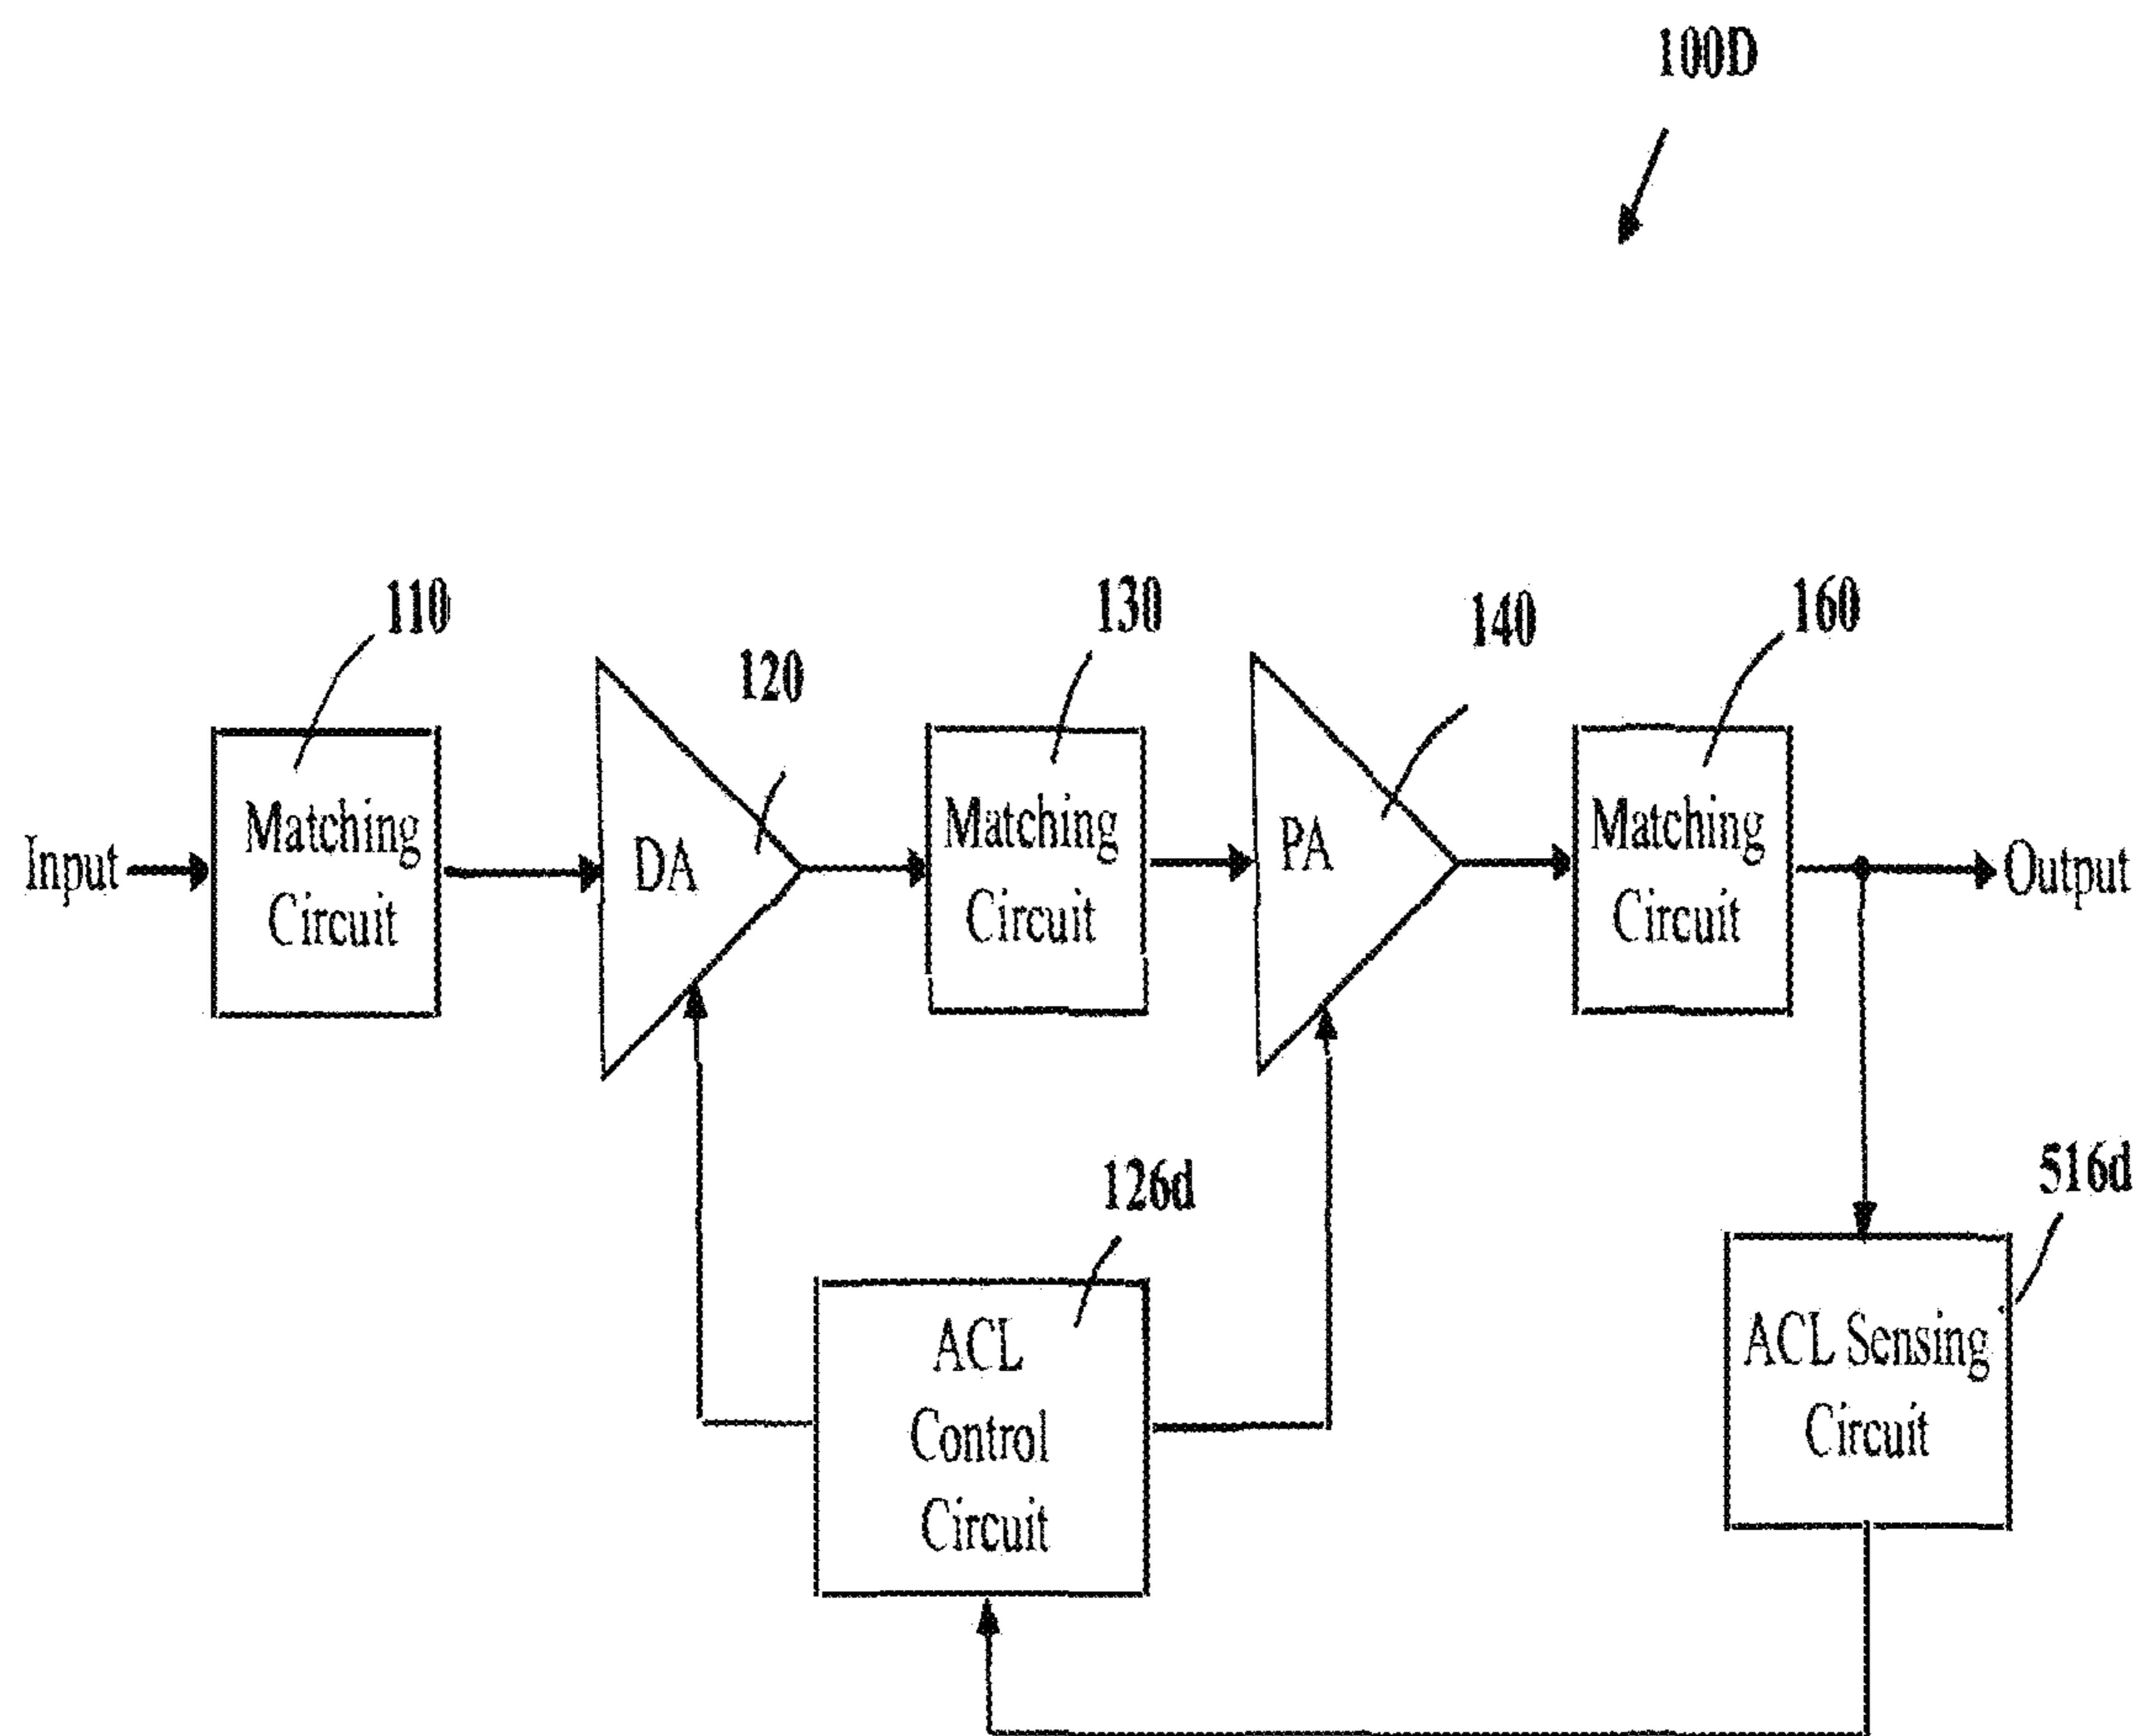 100D
110
120
130
140
160
Input
Matching
Circuit
DA
Matching
Circuit
PA
Matching
Circuit
Output
126d
516d
ACL
Control
Circuit
ACL Sensing
Circuit